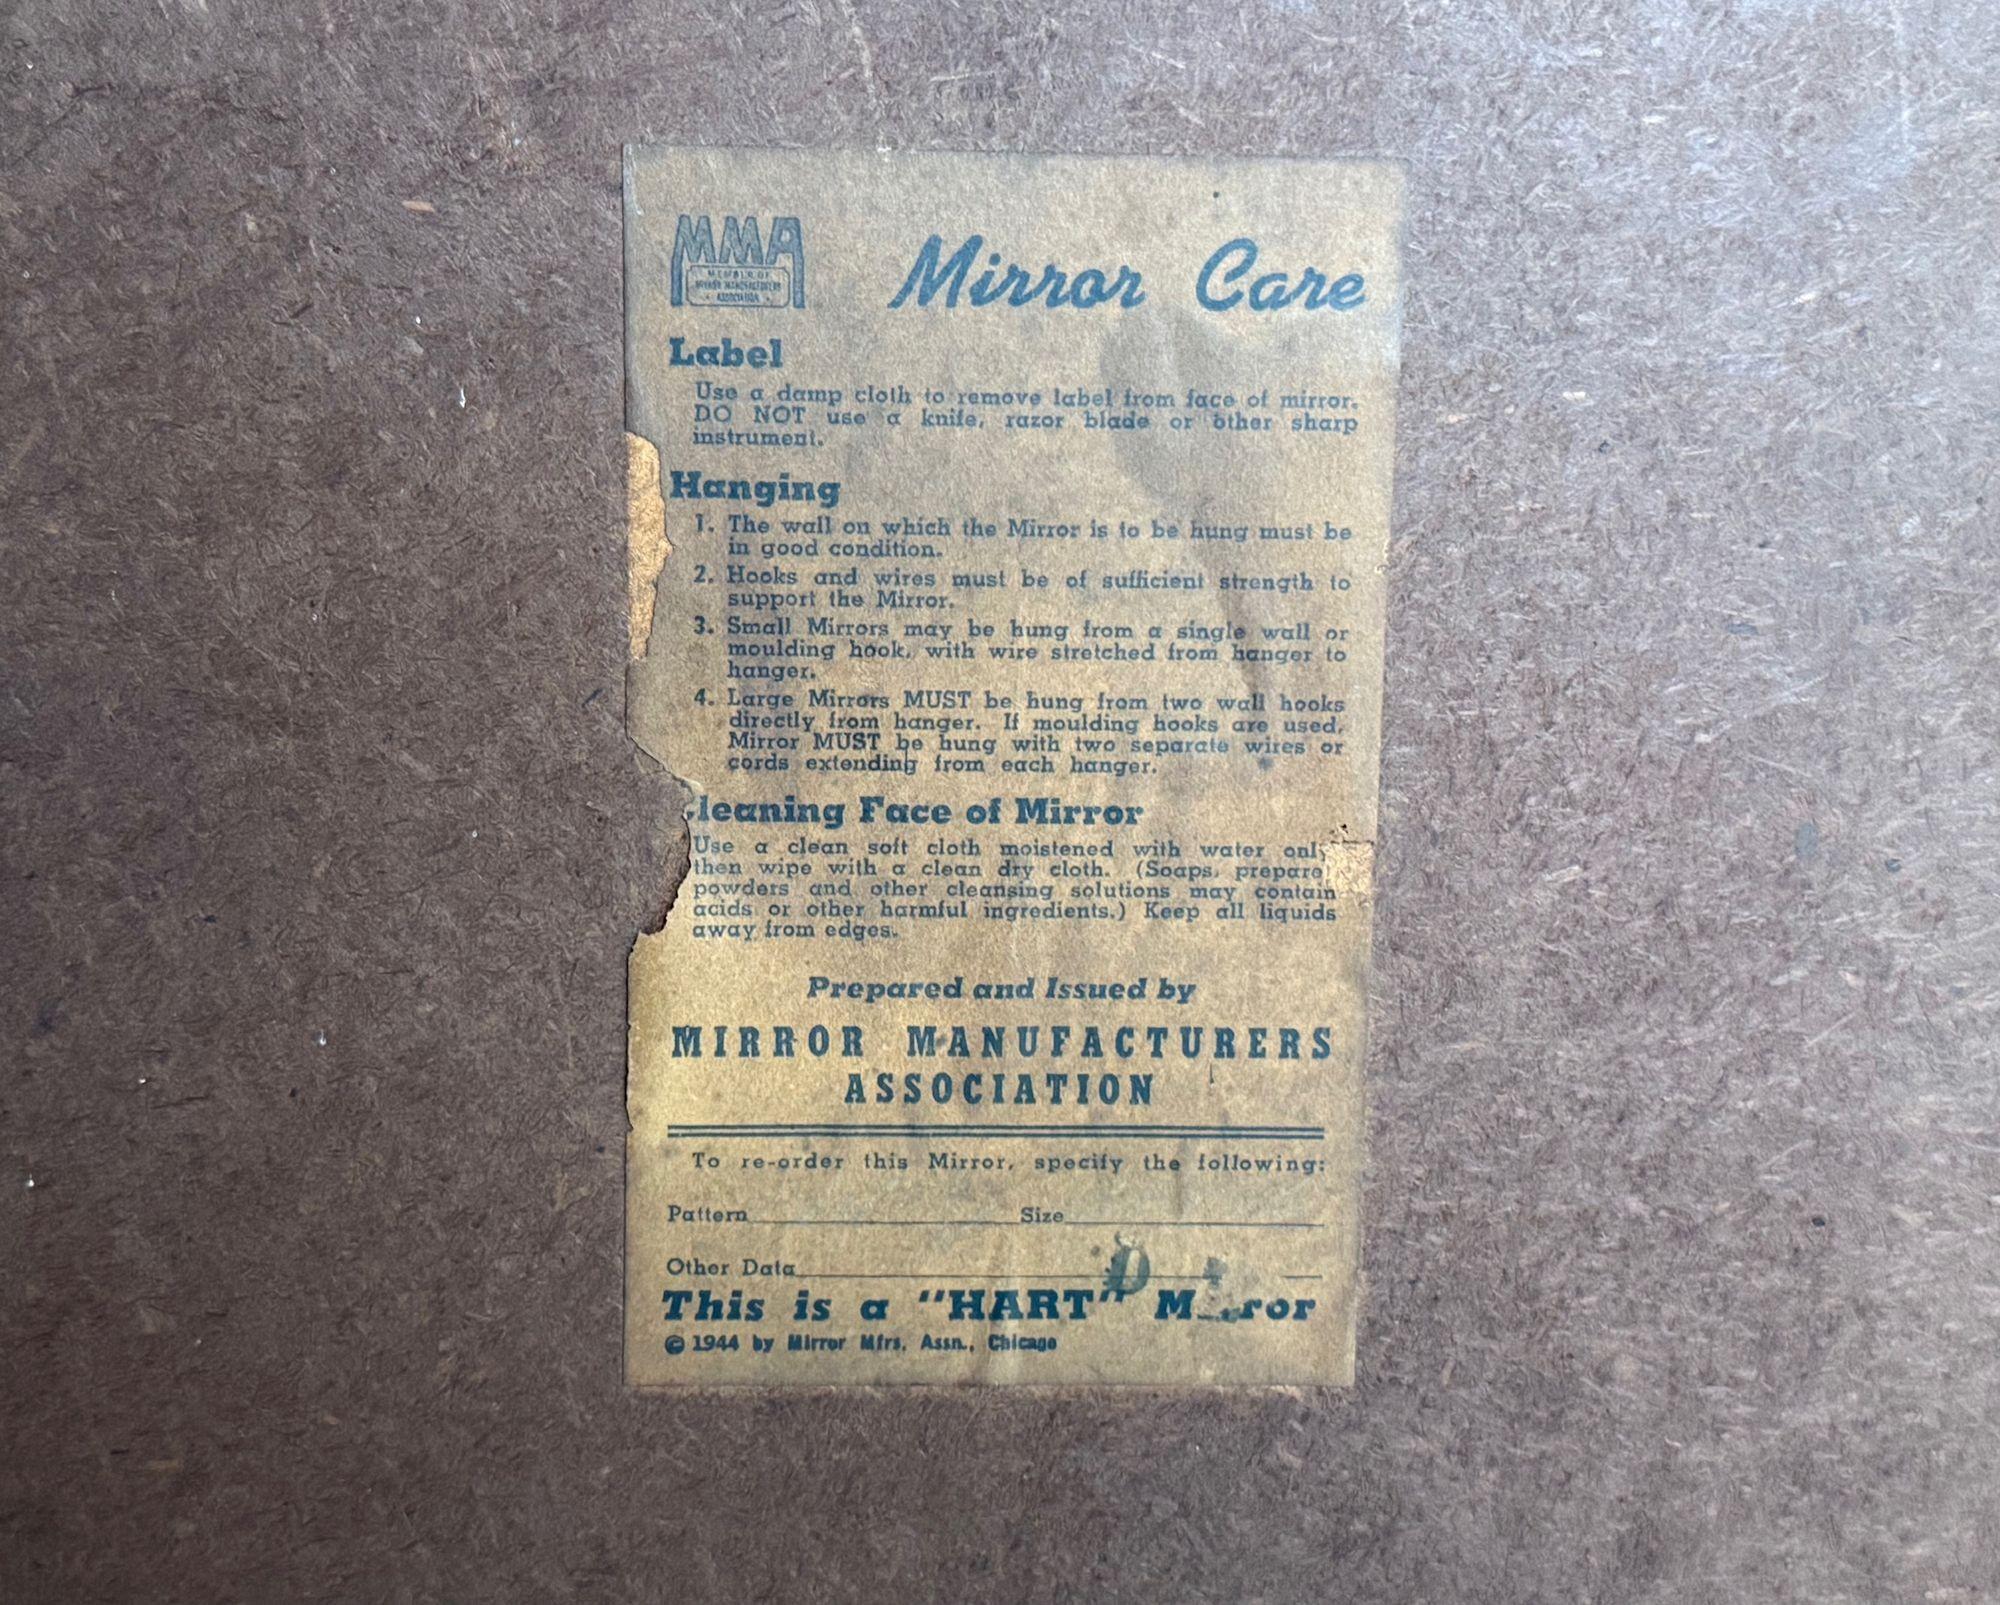 MMA
MEMBER OF
MIRROR MANUFACTURERS
ASSOCIATION
Mirror Care
Label
Use a damp cloth to remove label from face of mirror.
DO NOT use a knife, razor blade or other sharp
instrument.
Hanging
1. The wall on which the Mirror is to be hung must be
in good condition.
2. Hooks and wires must be of sufficient strength to
support the Mirror.
3. Small Mirrors may be hung from a single wall or
moulding hook, with wire stretched from hanger to
hanger.
4. Large Mirrors MUST be hung from two wall hooks
directly from hanger. If moulding hooks are used,
Mirror MUST be hung with two separate wires or
cords extending from each hanger.
leaning Face of Mirror
Use a clean soft cloth moistened with water only
then wipe with a clean dry cloth. (Soaps, prepare
powders and other cleansing solutions may contain
acids or other harmful ingredients.) Keep all liquids
away from edges.
Prepared and Issued by
MIRROR MANUFACTURERS
ASSOCIATION
To re-order this Mirror, specify the following:
Pattern Size
Other Data D
This is a "HART" M ror
© 1944 by Mirror Mfrs. Assn., Chicago